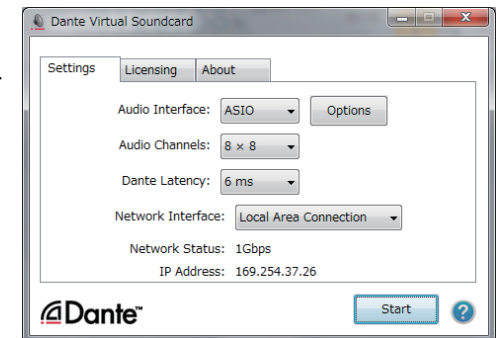 Dante Virtual Soundcard
Settings Licensing About
Audio Interface: ASIO Options
Audio Channels: 8 × 8
Dante Latency: 6 ms
Network Interface: Local Area Connection
Network Status: 1Gbps
IP Address: 169.254.37.26
Dante™ Start ?